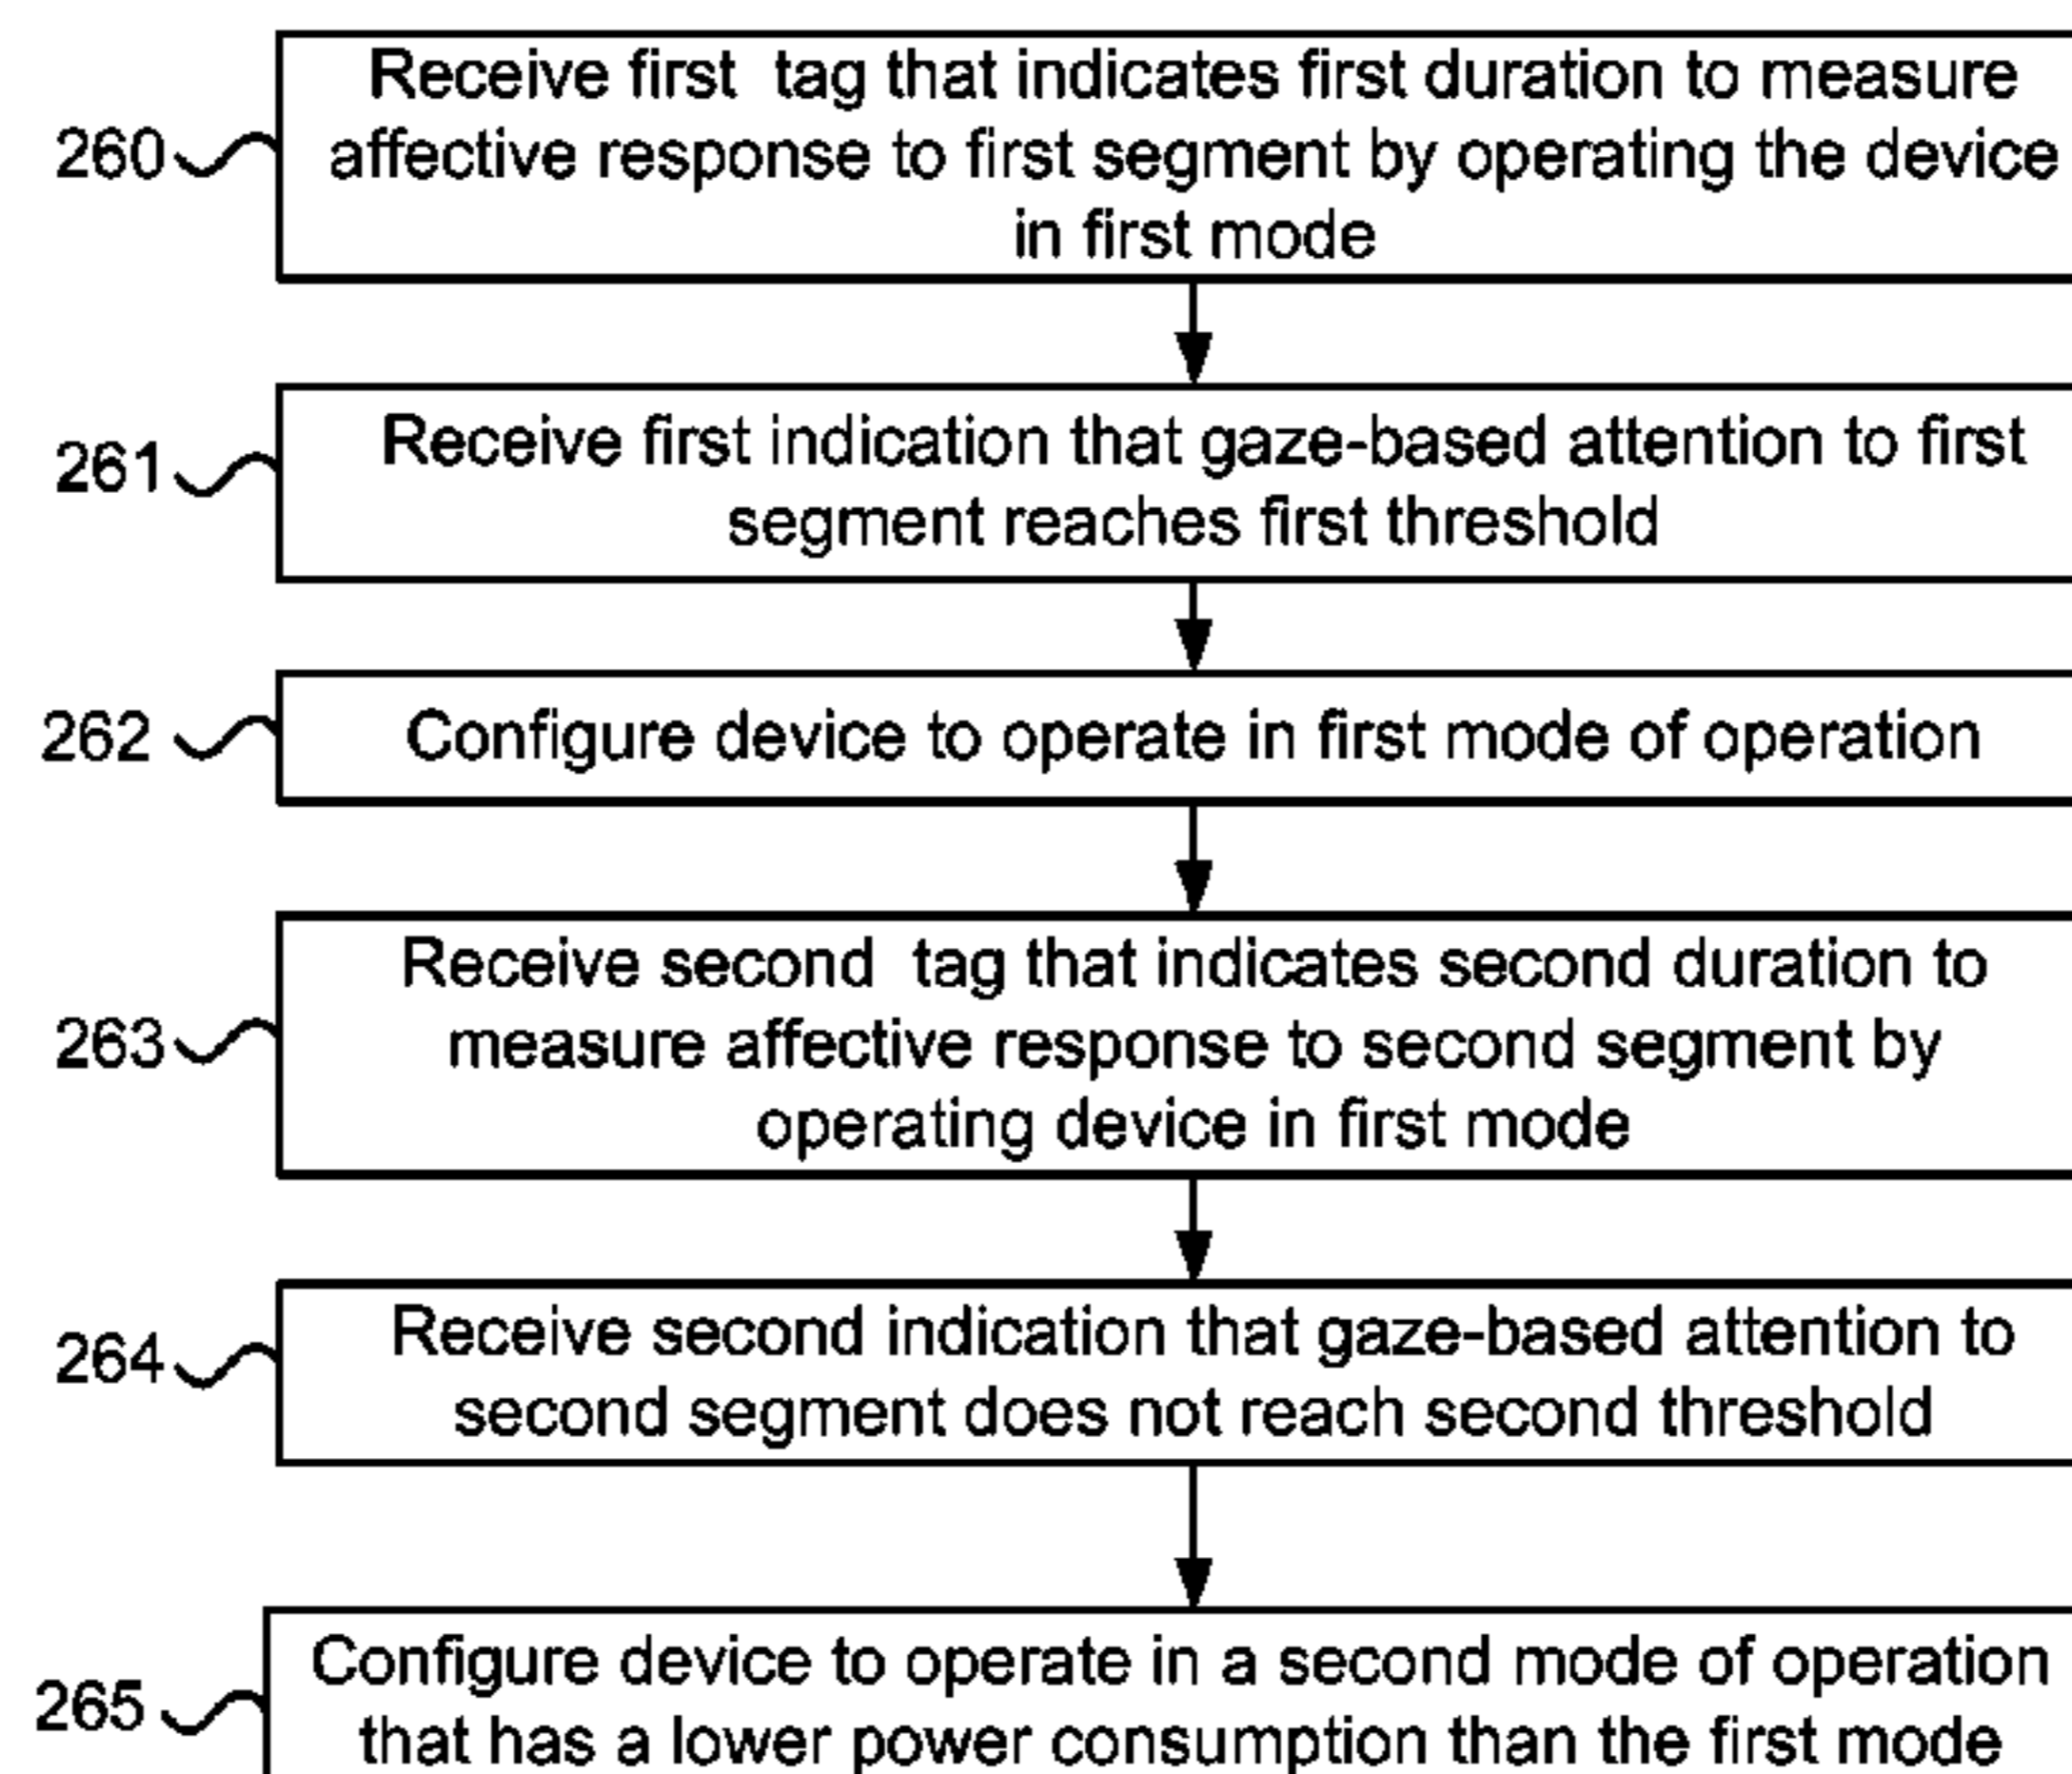 Receive first tag that indicates first duration to measure
260 affective response to first segment by operating the device
in first mode
261 Receive first indication that gaze-based attention to first
segment reaches first threshold
262 Configure device to operate in first mode of operation
Receive second tag that indicates second duration to
263 measure affective response to second segment by
operating device in first mode
264 Receive second indication that gaze-based attention to
second segment does not reach second threshold
265 Configure device to operate in a second mode of operation
that has a lower power consumption than the first mode